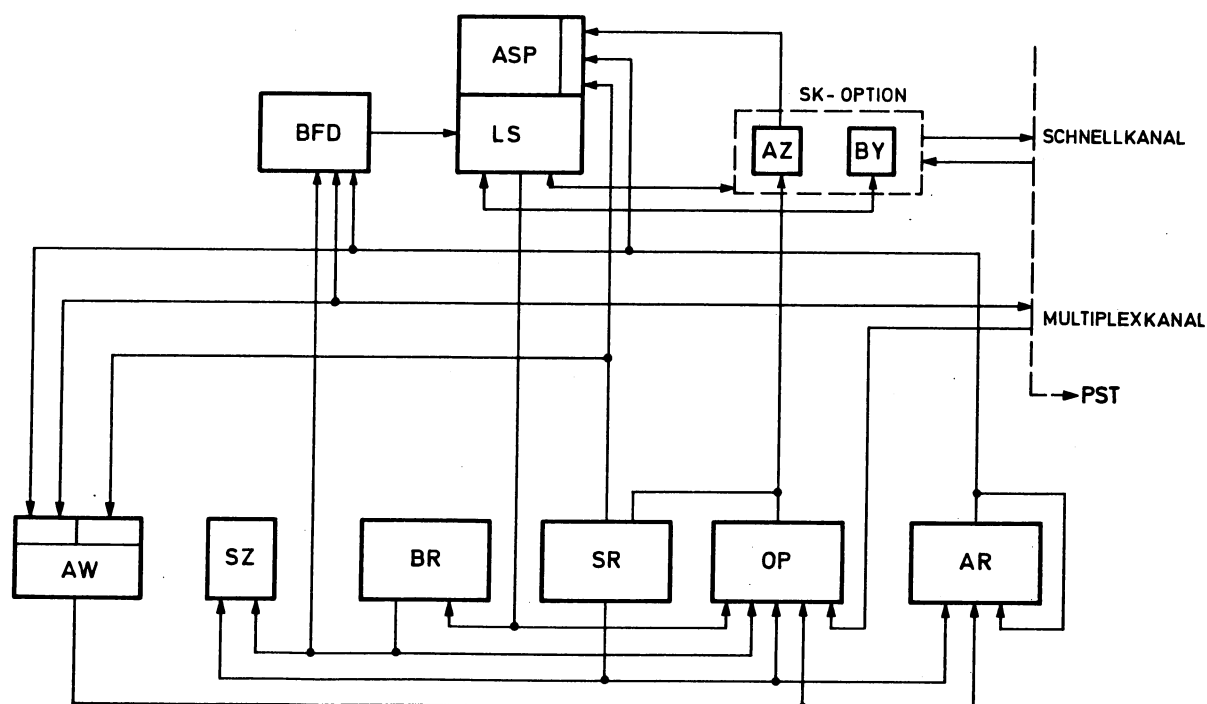 ASP
SK-OPTION
BFD
LS
AZ
BY
SCHNELLKANAL
MULTIPLEXKANAL
PST
AW
SZ
BR
SR
OP
AR